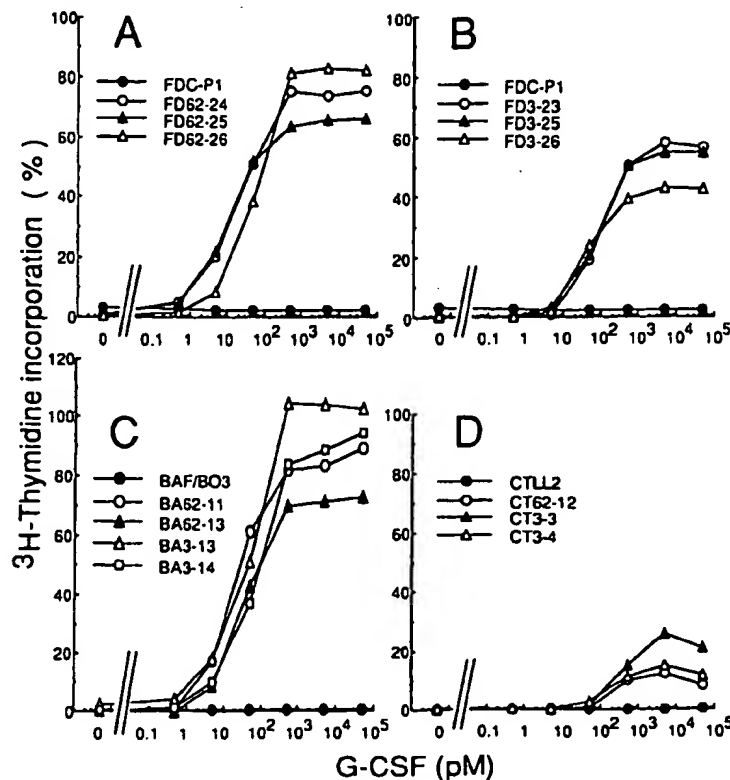 A
FDC-P1
FD62-24
FD62-25
FD62-26
100
80
60
40
20
0
0 0.1 1 10 10² 10³ 10⁴ 10⁵
B
FDC-P1
FD3-23
FD3-25
FD3-26
100
80
60
40
20
0
0 0.1 1 10 10² 10³ 10⁴ 10⁵
³H-Thymidine incorporation (%)
C
BAF/BO3
BA62-11
BA62-13
BA3-13
BA3-14
120
100
80
60
40
20
0
0 0.1 1 10 10² 10³ 10⁴ 10⁵
D
CTLL2
CT62-12
CT3-3
CT3-4
100
80
60
40
20
0
0 0.1 1 10 10² 10³ 10⁴ 10⁵
G-CSF (pM)